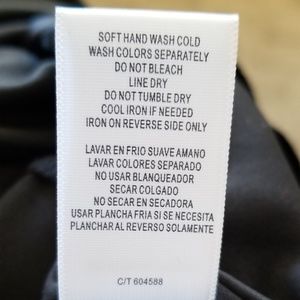 SOFT HAND WASH COLD
WASH COLORS SEPARATELY
DO NOT BLEACH
LINE DRY
DO NOT TUMBLE DRY
COOL IRON IF NEEDED
IRON ON REVERSE SIDE ONLY
LAVAR EN FRIO SUAVE AMANO
LAVAR COLORES SEPARADO
NO USAR BLANQUEADOR
SECAR COLGADO
NO SECAR EN SECADORA
USAR PLANCHA FRIA SI SE NECESITA
PLANCHAR AL REVERSO SOLAMENTE
C/T 604588